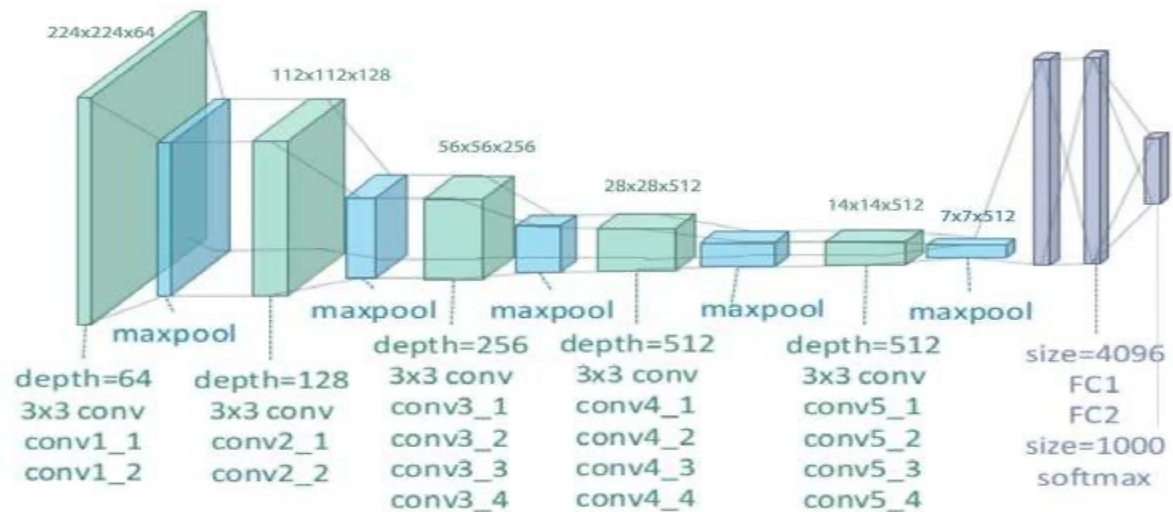 224x224x64
112x112x128
56x56x256
28x28x512
14x14x512
7x7x512
maxpool
maxpool
maxpool
maxpool
maxpool
depth=64
3x3 conv
conv1_1
conv1_2
depth=128
3x3 conv
conv2_1
conv2_2
depth=256
3x3 conv
conv3_1
conv3_2
conv3_3
conv3_4
depth=512
3x3 conv
conv4_1
conv4_2
conv4_3
conv4_4
depth=512
3x3 conv
conv5_1
conv5_2
conv5_3
conv5_4
size=4096
FC1
FC2
size=1000
softmax